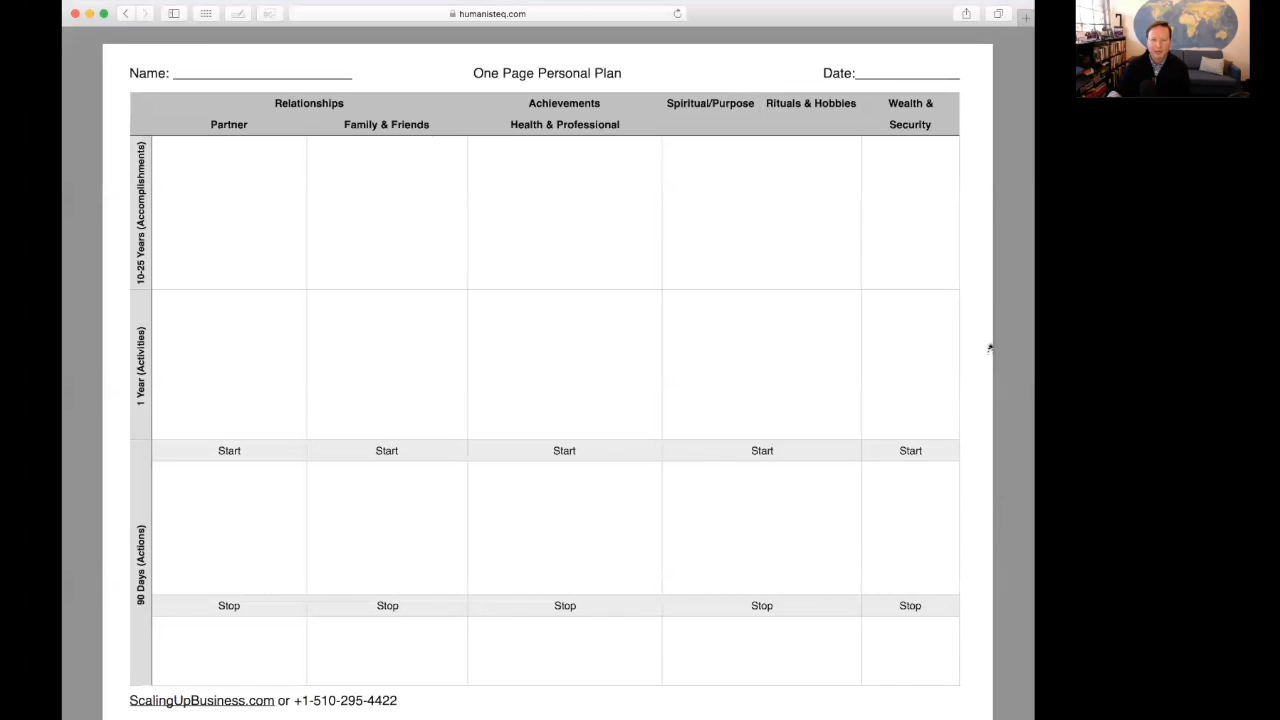 humanisteq.com
Name: ________________________ One Page Personal Plan Date:______________
Relationships Achievements Spiritual/Purpose Rituals & Hobbies Wealth &
Partner Family & Friends Health & Professional Security
10-25 Years (Accomplishments)
1 Year (Activities)
Start Start Start Start Start
90 Days (Actions)
Stop Stop Stop Stop Stop
ScalingUpBusiness.com or +1-510-295-4422